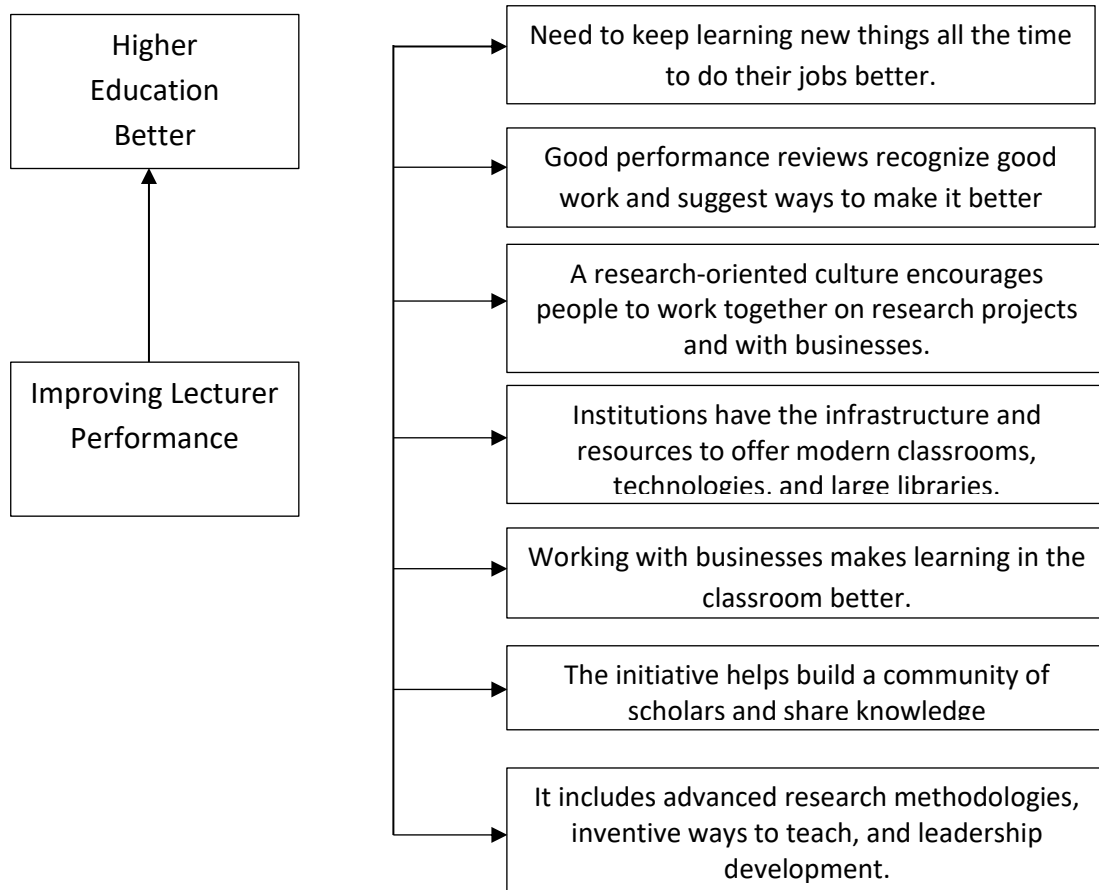 Higher
Education
Better
Improving Lecturer
Performance
Need to keep learning new things all the time
to do their jobs better.
Good performance reviews recognize good
work and suggest ways to make it better
A research-oriented culture encourages
people to work together on research projects
and with businesses.
Institutions have the infrastructure and
resources to offer modern classrooms,
technologies, and large libraries.
Working with businesses makes learning in the
classroom better.
The initiative helps build a community of
scholars and share knowledge
It includes advanced research methodologies,
inventive ways to teach, and leadership
development.